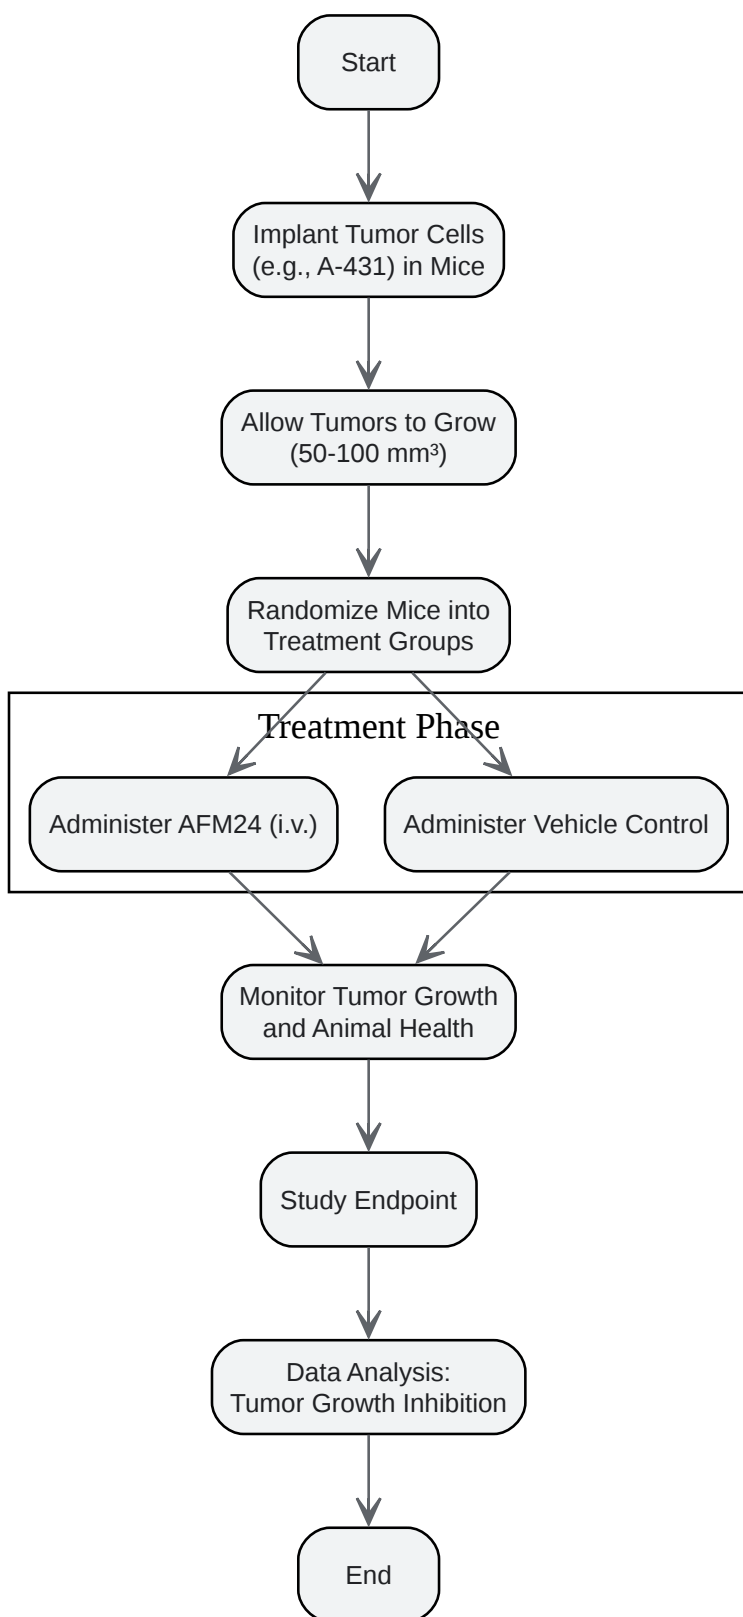 Start
Implant Tumor Cells
(e.g., A-431) in Mice
Allow Tumors to Grow
(50-100 mm³)
Randomize Mice into
Treatment Groups
Treatment Phase
Administer AFM24 (i.v.)
Administer Vehicle Control
Monitor Tumor Growth
and Animal Health
Study Endpoint
Data Analysis:
Tumor Growth Inhibition
End